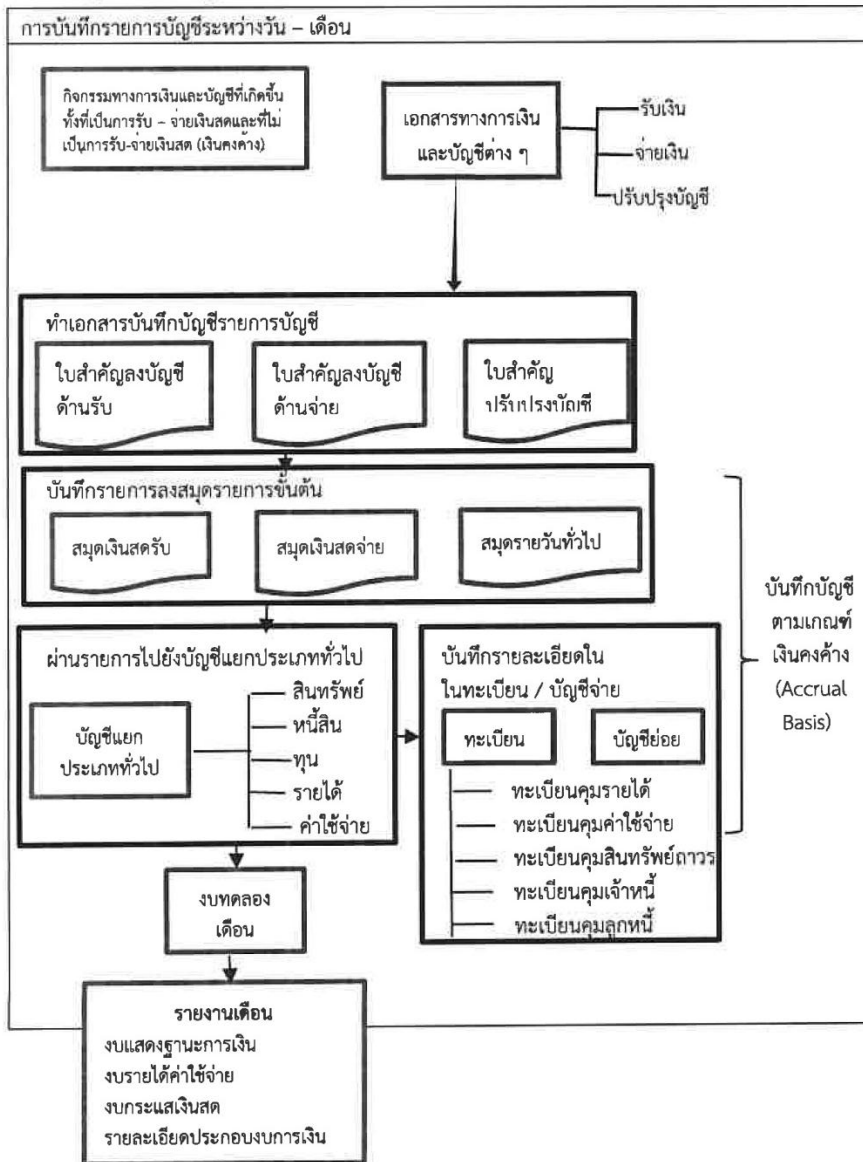 การบันทึกรายการบัญชีระหว่างวัน – เดือน
กิจกรรมทางการเงินและบัญชีที่เกิดขึ้น
ทั้งที่เป็นการรับ – จ่ายเงินสดและที่ไม่
เป็นการรับ-จ่ายเงินสด (เงินคงค้าง)
เอกสารทางการเงิน
และบัญชีต่าง ๆ
รับเงิน
จ่ายเงิน
ปรับปรุงบัญชี
ทำเอกสารบันทึกบัญชีรายการบัญชี
ใบสำคัญลงบัญชี
ด้านรับ
ใบสำคัญลงบัญชี
ด้านจ่าย
ใบสำคัญ
ปรับปรุงบัญชี
บันทึกรายการลงสมุดรายการขั้นต้น
สมุดเงินสดรับ
สมุดเงินสดจ่าย
สมุดรายวันทั่วไป
บันทึกบัญชี
ตามเกณฑ์
เงินคงค้าง
(Accrual
Basis)
ผ่านรายการไปยังบัญชีแยกประเภททั่วไป
บัญชีแยก
ประเภททั่วไป
สินทรัพย์
หนี้สิน
ทุน
รายได้
ค่าใช้จ่าย
บันทึกรายละเอียดใน
ในทะเบียน / บัญชีจ่าย
ทะเบียน
บัญชีย่อย
ทะเบียนคุมรายได้
ทะเบียนคุมค่าใช้จ่าย
ทะเบียนคุมสินทรัพย์ถาวร
ทะเบียนคุมเจ้าหนี้
ทะเบียนคุมลูกหนี้
งบทดลอง
เดือน
รายงานเดือน
งบแสดงฐานะการเงิน
งบรายได้ค่าใช้จ่าย
งบกระแสเงินสด
รายละเอียดประกอบงบการเงิน